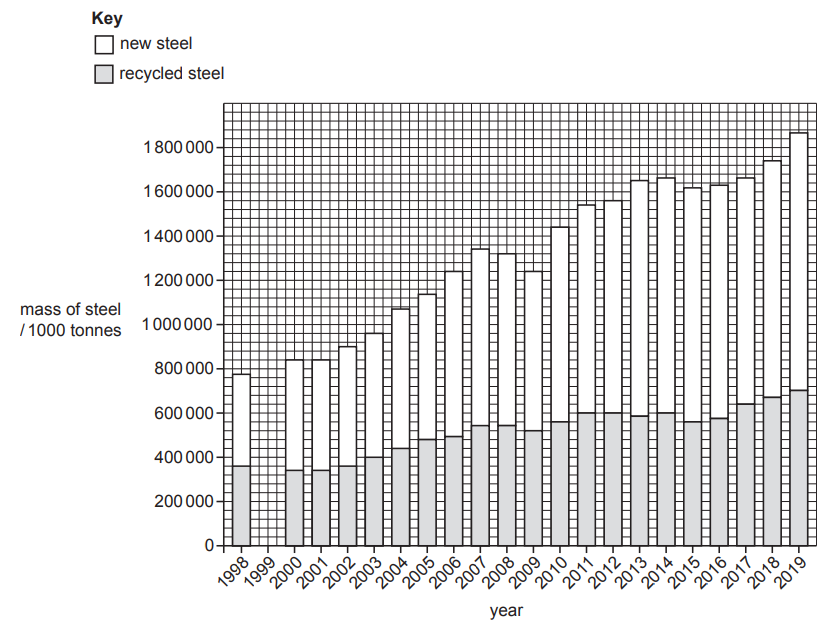 Key
new steel
recycled steel
1 800 000
1 600 000
1 400 000
1 200 000
mass of steel
/ 1000 tonnes
1 000 000
800 000
600 000
400 000
200 000
0
1998 1999 2000 2001 2002 2003 2004 2005 2006 2007 2008 2009 2010 2011 2012 2013 2014 2015 2016 2017 2018 2019
year